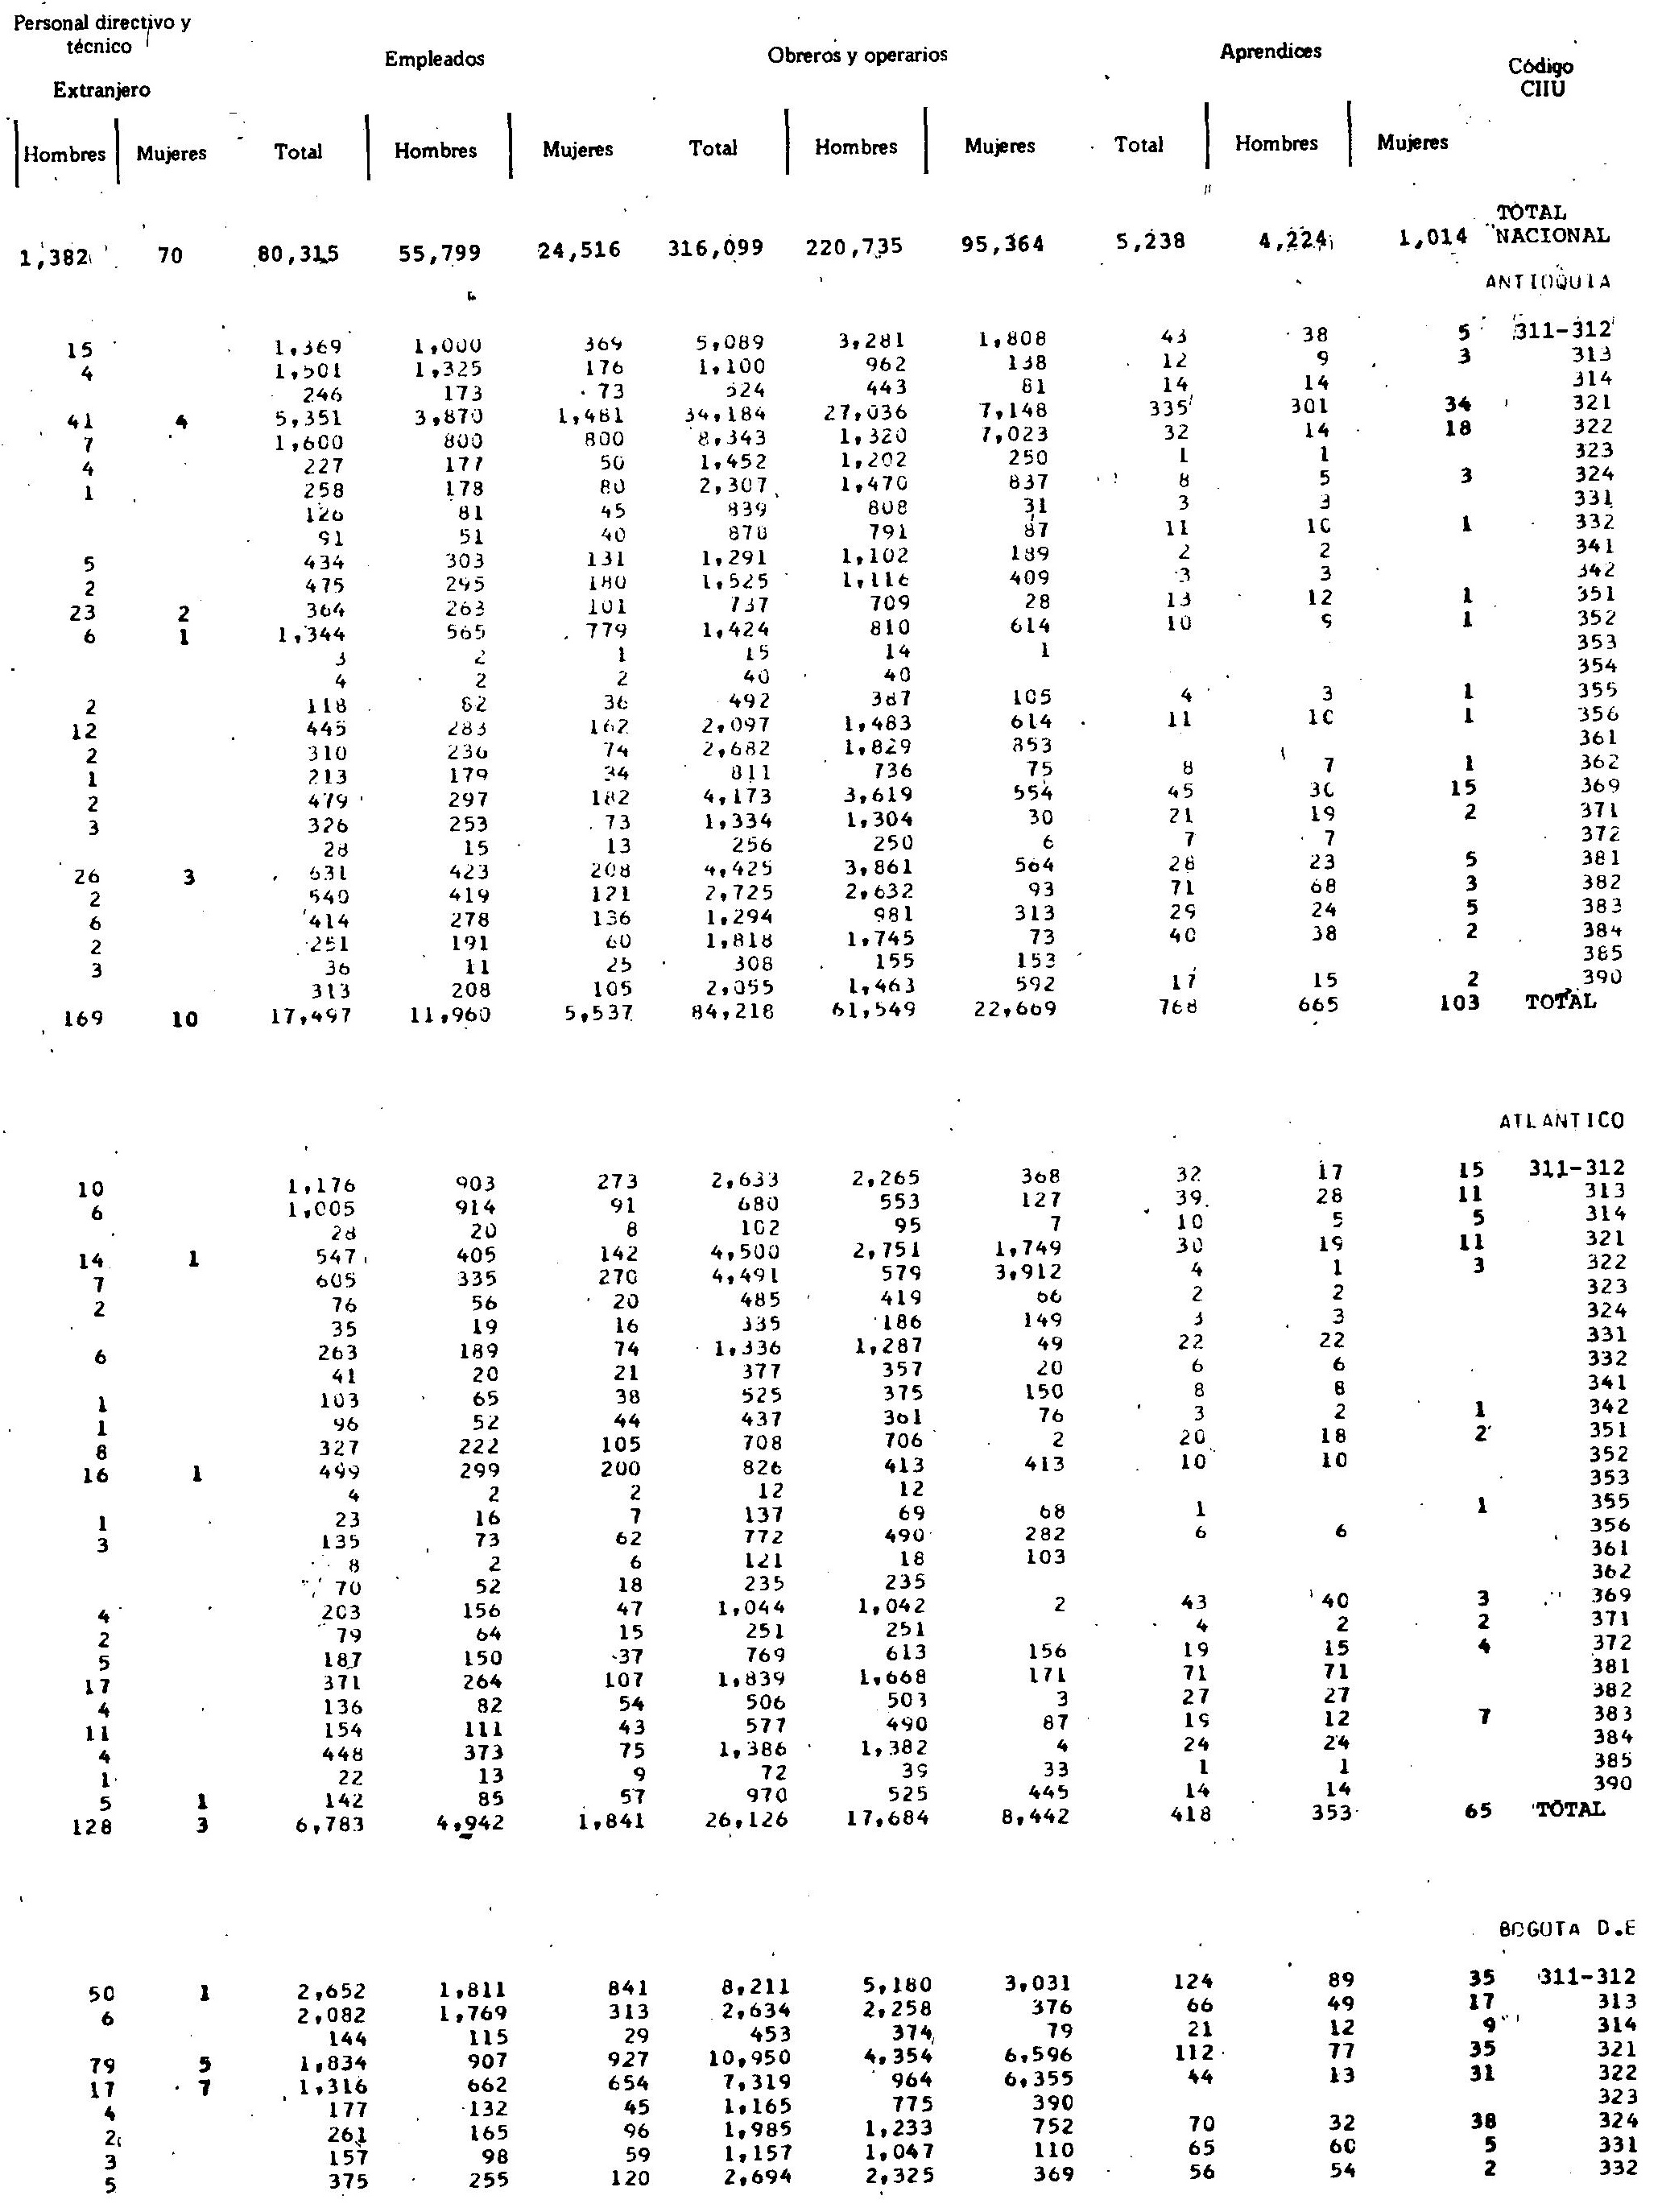 Personal directivo y técnico Empleados Obreros y operarios Aprendices Código CIIU
Extranjero
Hombres Mujeres Total Hombres Mujeres Total Hombres Mujeres Total Hombres Mujeres
TOTAL
1,382 70 80,315 55,799 24,516 316,099 220,735 95,364 5,238 4,224 1,014 NACIONAL
ANTIOQUIA
15 1,369 1,000 369 5,089 3,281 1,808 43 38 5 311-312
4 1,501 1,325 176 1,100 962 138 12 9 3 313
246 173 73 524 443 81 14 14 314
41 4 5,351 3,870 1,481 34,184 27,036 7,148 335 301 34 321
7 1,600 800 800 8,343 1,320 7,023 32 14 18 322
4 227 177 50 1,452 1,202 250 1 1 323
1 258 178 80 2,307 1,470 837 8 5 3 324
126 81 45 839 808 31 3 3 331
91 51 40 878 791 87 11 10 1 332
5 434 303 131 1,291 1,102 189 2 2 341
2 475 295 180 1,525 1,116 409 3 3 342
23 2 364 263 101 737 709 28 13 12 1 351
6 1 1,344 565 779 1,424 810 614 10 9 1 352
3 2 1 15 14 1 353
4 2 2 40 40 354
2 118 82 36 492 387 105 4 3 1 355
12 445 283 162 2,097 1,483 614 11 10 1 356
2 310 236 74 2,682 1,829 853 361
1 213 179 34 811 736 75 8 7 1 362
2 479 297 182 4,173 3,619 554 45 30 15 369
3 326 253 73 1,334 1,304 30 21 19 2 371
28 15 13 256 250 6 7 7 372
26 3 631 423 208 4,425 3,861 564 28 23 5 381
2 540 419 121 2,725 2,632 93 71 68 3 382
6 414 278 136 1,294 981 313 29 24 5 383
2 251 191 60 1,818 1,745 73 40 38 2 384
3 36 11 25 308 155 153 385
313 208 105 2,055 1,463 592 17 15 2 390
169 10 17,497 11,960 5,537 84,218 61,549 22,669 768 665 103 TOTAL
ATLANTICO
10 1,176 903 273 2,633 2,265 368 32 17 15 311-312
6 1,005 914 91 680 553 127 39 28 11 313
28 20 8 102 95 7 10 5 5 314
14 1 547 405 142 4,500 2,751 1,749 30 19 11 321
7 605 335 270 4,491 579 3,912 4 1 3 322
2 76 56 20 485 419 66 2 2 323
35 19 16 335 186 149 3 3 324
6 263 189 74 1,336 1,287 49 22 22 331
41 20 21 377 357 20 6 6 332
1 103 65 38 525 375 150 8 8 341
1 96 52 44 437 361 76 3 2 1 342
8 327 222 105 708 706 2 20 18 2 351
16 1 499 299 200 826 413 413 10 10 352
4 2 2 12 12 353
1 23 16 7 137 69 68 1 1 355
3 135 73 62 772 490 282 6 6 356
8 2 6 121 18 103 361
70 52 18 235 235 362
4 203 156 47 1,044 1,042 2 43 40 3 369
2 79 64 15 251 251 4 2 2 371
5 187 150 37 769 613 156 19 15 4 372
17 371 264 107 1,839 1,668 171 71 71 381
4 136 82 54 506 503 3 27 27 382
11 154 111 43 577 490 87 19 12 7 383
4 448 373 75 1,386 1,382 4 24 24 384
1 22 13 9 72 39 33 1 1 385
5 1 142 85 57 970 525 445 14 14 390
128 3 6,783 4,942 1,841 26,126 17,684 8,442 418 353 65 TOTAL
BOGOTA D.E
50 1 2,652 1,811 841 8,211 5,180 3,031 124 89 35 311-312
6 2,082 1,769 313 2,634 2,258 376 66 49 17 313
144 115 29 453 374 79 21 12 9 314
79 5 1,834 907 927 10,950 4,354 6,596 112 77 35 321
17 7 1,316 662 654 7,319 964 6,355 44 13 31 322
4 177 132 45 1,165 775 390 323
2 261 165 96 1,985 1,233 752 70 32 38 324
3 157 98 59 1,157 1,047 110 65 60 5 331
5 375 255 120 2,694 2,325 369 56 54 2 332